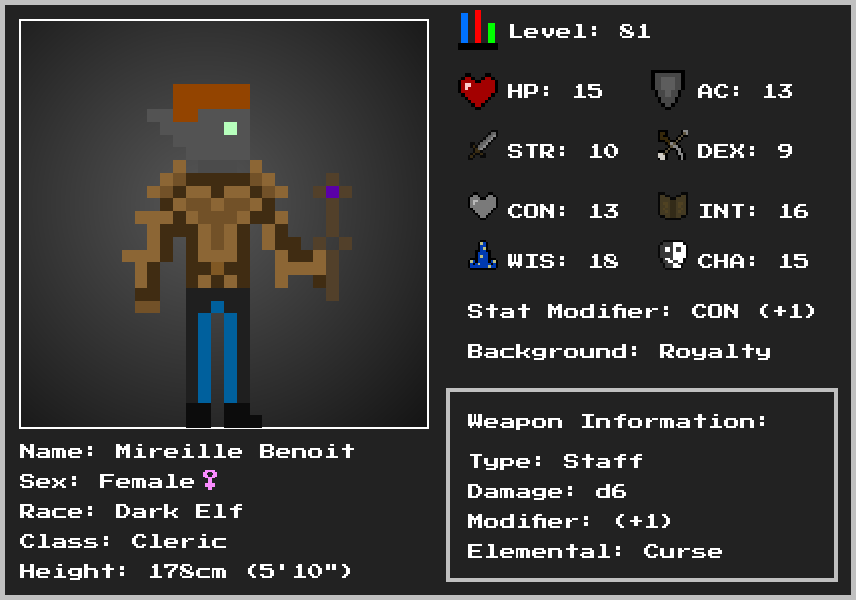 Level: 81
HP: 15
AC: 13
STR: 10
DEX: 9
CON: 13
INT: 16
WIS: 18
CHA: 15
Stat Modifier: CON (+1)
Background: Royalty
Weapon Information:
Type: Staff
Damage: d6
Modifier: (+1)
Elemental: Curse
Name: Mireille Benoit
Sex: Female♀
Race: Dark Elf
Class: Cleric
Height: 178cm (5'10")